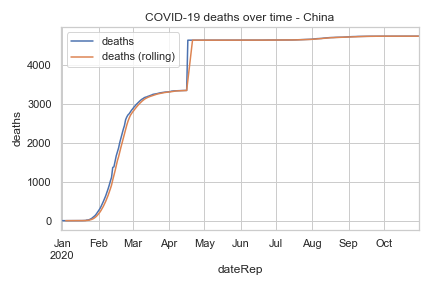 COVID-19 deaths over time - China
deaths
deaths (rolling)
deaths
4000
3000
2000
1000
0
Jan Feb Mar Apr May Jun Jul Aug Sep Oct
2020
dateRep